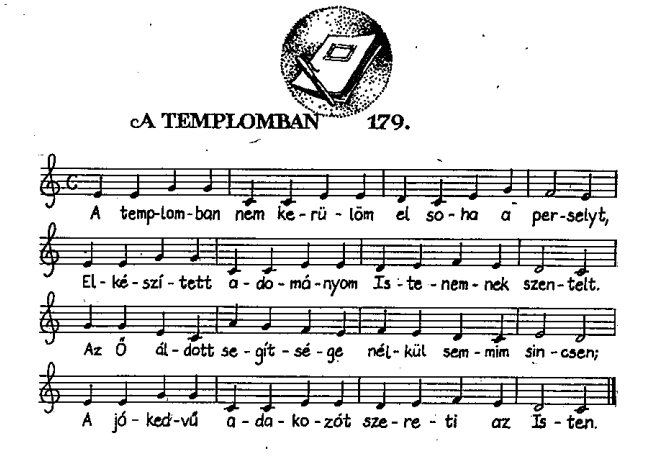 A TEMPLOMBAN 179.
A temp-lom-ban nem ke-rü-löm el so-ha a per-selyt,
El-ké-szí-tett a-do-má-nyom Is-te-nem-nek szen-telt.
Az Ő ál-dott se-gít-sé-ge nél-kül sem-mim sin-csen;
A jó-ked-vű a-da-ko-zót sze-re-ti az Is-ten.